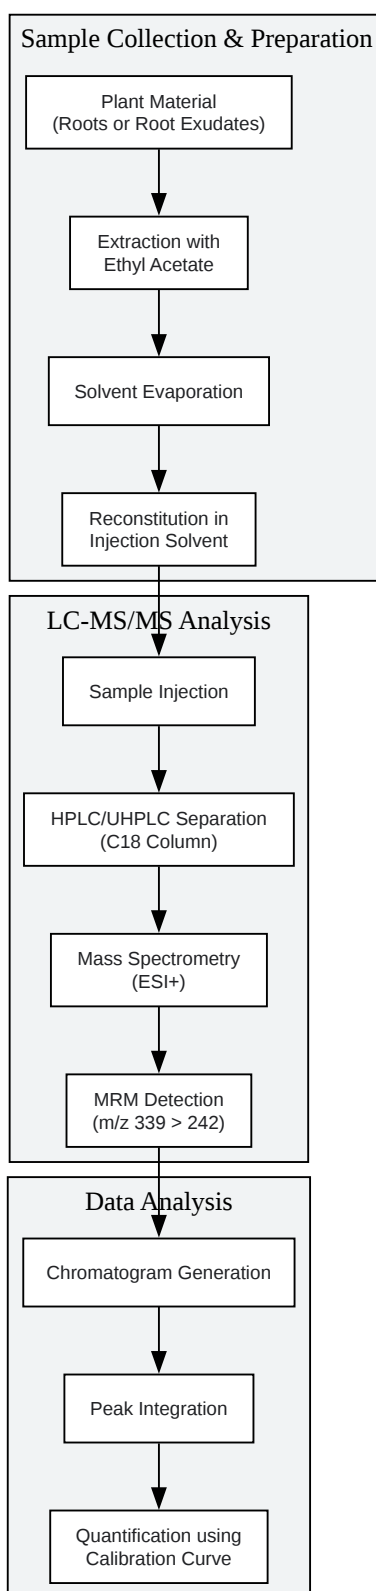 Sample Collection & Preparation
Plant Material
(Roots or Root Exudates)
Extraction with
Ethyl Acetate
Solvent Evaporation
Reconstitution in
Injection Solvent
LC-MS/MS Analysis
Sample Injection
HPLC/UHPLC Separation
(C18 Column)
Mass Spectrometry
(ESI+)
MRM Detection
(m/z 339 > 242)
Data Analysis
Chromatogram Generation
Peak Integration
Quantification using
Calibration Curve